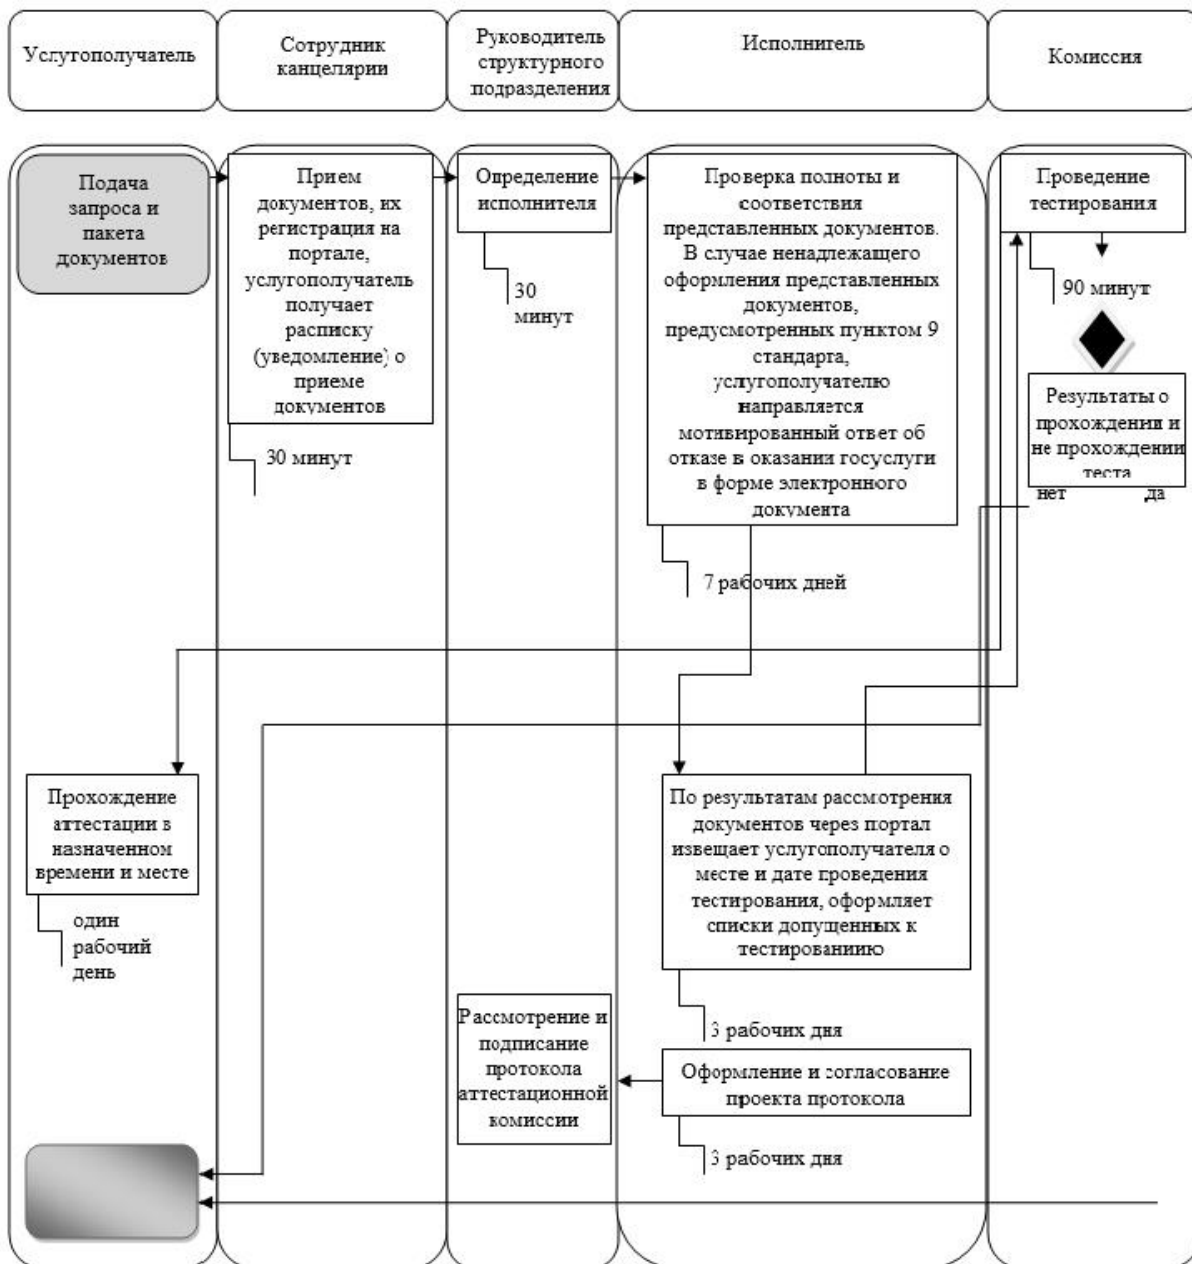 Услугополучатель
Сотрудник
канцелярии
Руководитель
структурного
подразделения
Исполнитель
Комиссия
Подача
запроса и
пакета
документов
Прием
документов, их
регистрация на
портале,
услугополучатель
получает
расписку
(уведомление) о
приеме
документов
30 минут
Определение
исполнителя
30
минут
Проверка полноты и
соответствия
представленных документов.
В случае ненадлежащего
оформления представленных
документов,
предусмотренных пунктом 9
стандарта,
услугополучателю
направляется
мотивированный ответ об
отказе в оказании госуслуги
в форме электронного
документа
7 рабочих дней
Проведение
тестирования
90 минут
Результаты о
прохождении и
не прохождении
теста
нет да
Прохождение
аттестации в
назначенном
времени и месте
один
рабочий
день
По результатам рассмотрения
документов через портал
извещает услугополучателя о
месте и дате проведения
тестирования, оформляет
списки допущенных к
тестированию
3 рабочих дня
Рассмотрение и
подписание
протокола
аттестационной
комиссии
Оформление и согласование
проекта протокола
3 рабочих дня